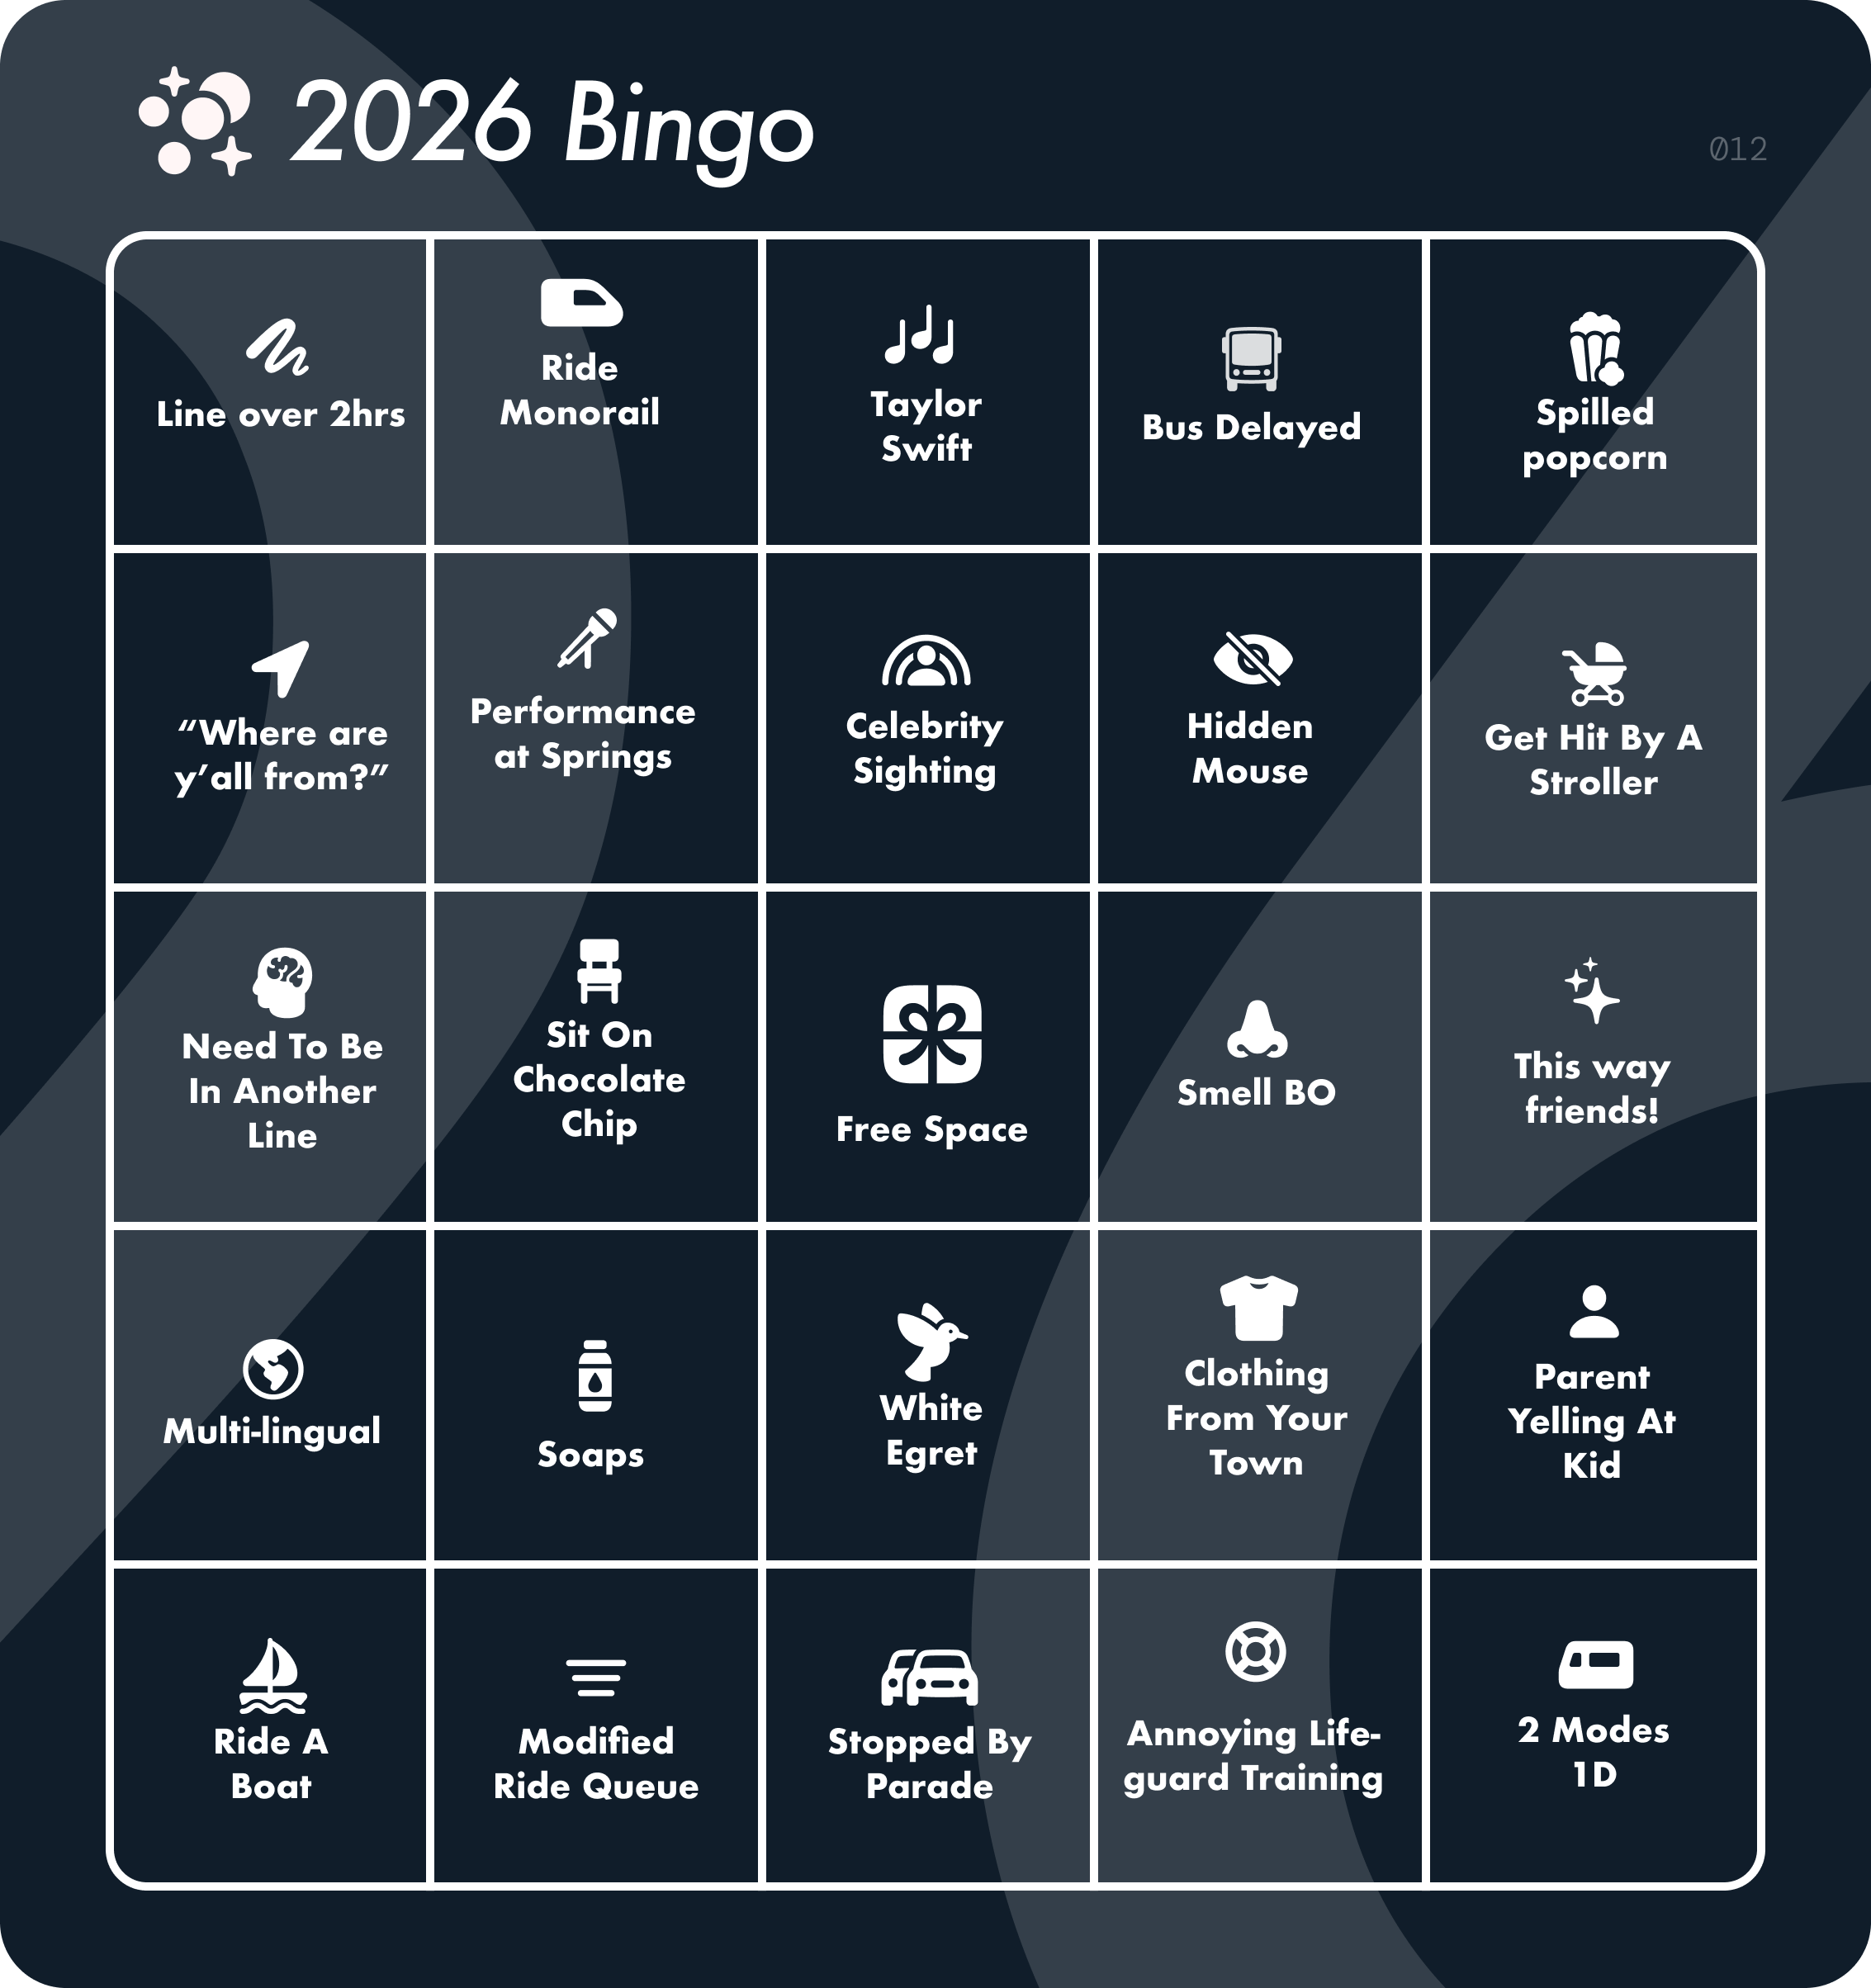 2026 Bingo
012
Line over 2hrs
Ride
Monorail
Taylor
Swift
Bus Delayed
Spilled
popcorn
“Where are
y’all from?”
Performance
at Springs
Celebrity
Sighting
Hidden
Mouse
Get Hit By A
Stroller
Need To Be
In Another
Line
Sit On
Chocolate
Chip
Free Space
Smell BO
This way
friends!
Multi-lingual
Soaps
White
Egret
Clothing
From Your
Town
Parent
Yelling At
Kid
Ride A
Boat
Modified
Ride Queue
Stopped By
Parade
Annoying Life-
guard Training
2 Modes
1D